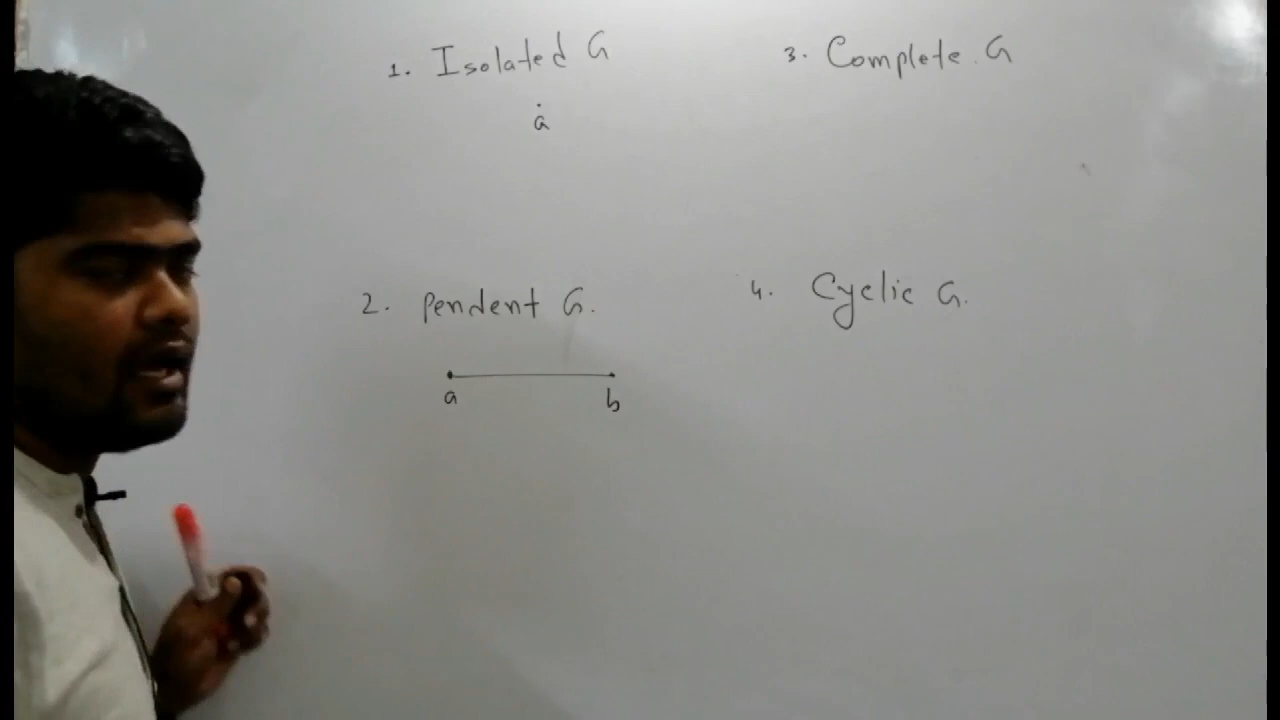 1. Isolated G
a
2. Pendent G.
a b
3. Complete. G
4. Cyclic G.